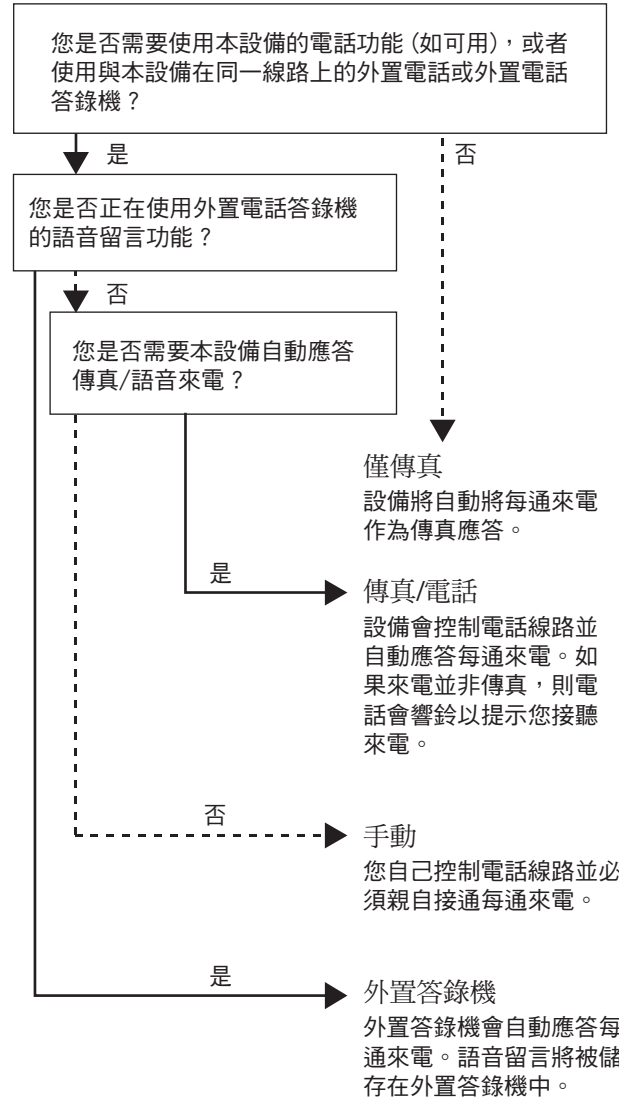 您是否需要使用本設備的電話功能 (如可用)，或者
使用與本設備在同一線路上的外置電話或外置電話
答錄機？
是
否
您是否正在使用外置電話答錄機
的語音留言功能？
否
您是否需要本設備自動應答
傳真/語音來電？
僅傳真
設備將自動將每通來電
作為傳真應答。
是
傳真/電話
設備會控制電話線路並
自動應答每通來電。如
果來電並非傳真，則電
話會響鈴以提示您接聽
來電。
否
手動
您自己控制電話線路並必
須親自接通每通來電。
是
外置答錄機
外置答錄機會自動應答每
通來電。語音留言將被儲
存在外置答錄機中。